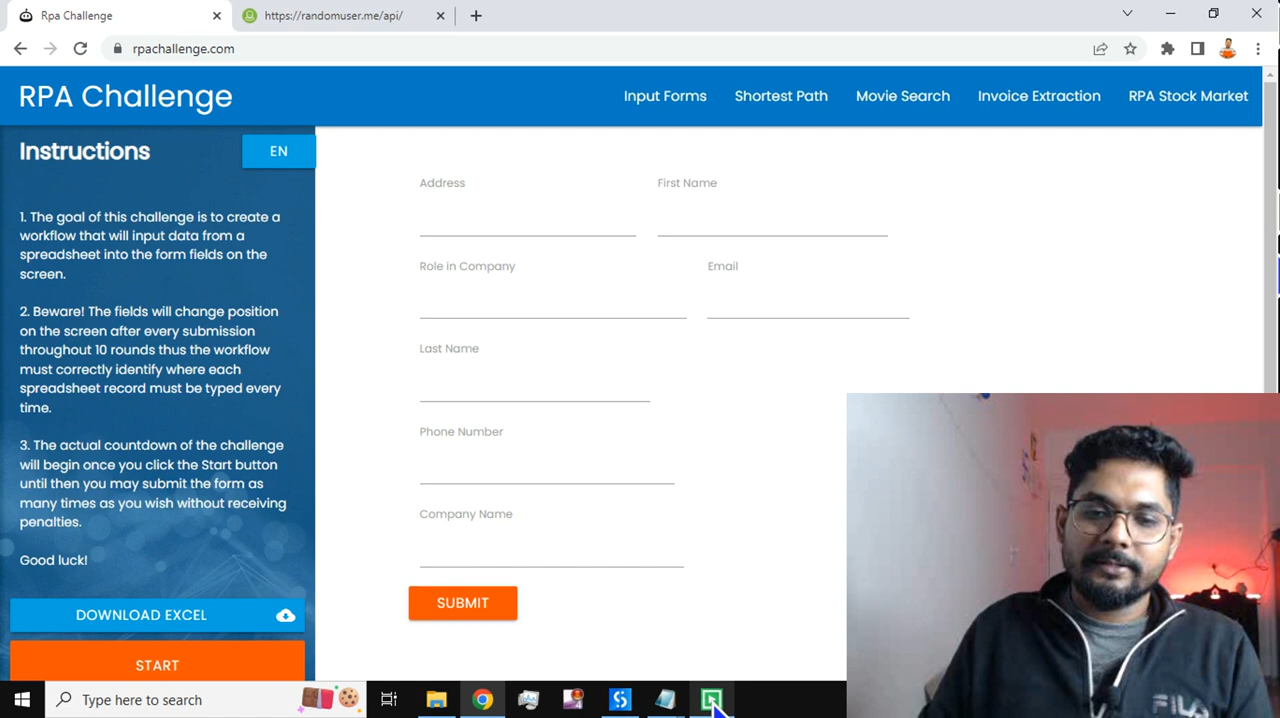 Rpa Challenge
https://randomuser.me/api/
rpachallenge.com
RPA Challenge
Input Forms
Shortest Path
Movie Search
Invoice Extraction
RPA Stock Market
Instructions
EN
1. The goal of this challenge is to create a
workflow that will input data from a
spreadsheet into the form fields on the
screen.
2. Beware! The fields will change position
on the screen after every submission
throughout 10 rounds thus the workflow
must correctly identify where each
spreadsheet record must be typed every
time.
3. The actual countdown of the challenge
will begin once you click the Start button
until then you may submit the form as
many times as you wish without receiving
penalties.
Good luck!
DOWNLOAD EXCEL
START
Address
First Name
Role in Company
Email
Last Name
Phone Number
Company Name
SUBMIT
FILA
Type here to search